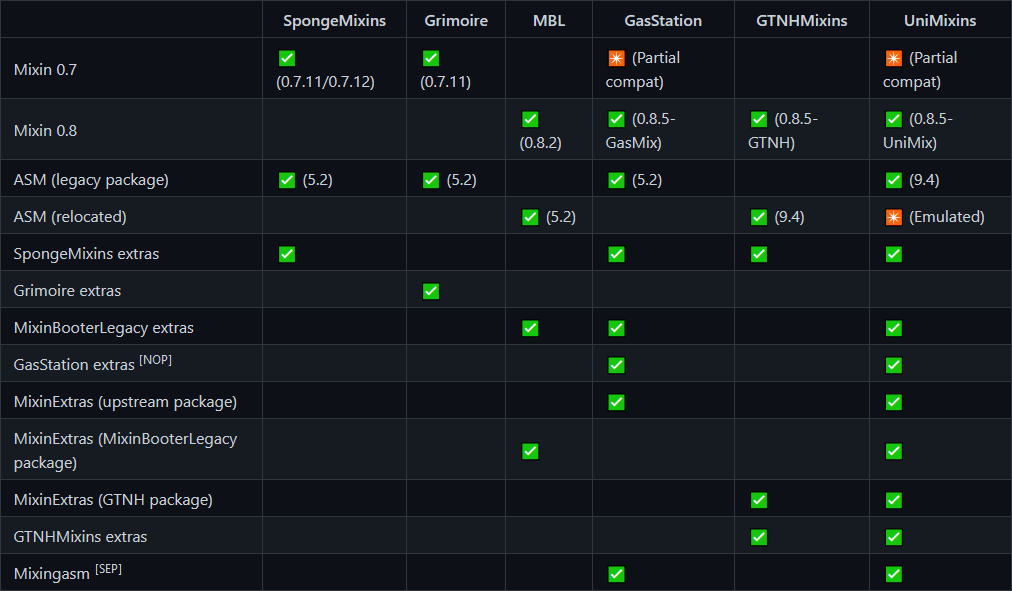 SpongeMixins Grimoire MBL GasStation GTNHMixins UniMixins
Mixin 0.7 ✅ (0.7.11/0.7.12) ✅ (0.7.11) 💥 (Partial compat) 💥 (Partial compat)
Mixin 0.8 ✅ (0.8.2) ✅ (0.8.5-GasMix) ✅ (0.8.5-GTNH) ✅ (0.8.5-UniMix)
ASM (legacy package) ✅ (5.2) ✅ (5.2) ✅ (5.2) ✅ (9.4)
ASM (relocated) ✅ (5.2) ✅ (9.4) 💥 (Emulated)
SpongeMixins extras ✅ ✅ ✅ ✅
Grimoire extras ✅
MixinBooterLegacy extras ✅ ✅ ✅
GasStation extras [NOP] ✅ ✅
MixinExtras (upstream package) ✅ ✅
MixinExtras (MixinBooterLegacy package) ✅ ✅
MixinExtras (GTNH package) ✅ ✅
GTNHMixins extras ✅ ✅
Mixingasm [SEP] ✅ ✅